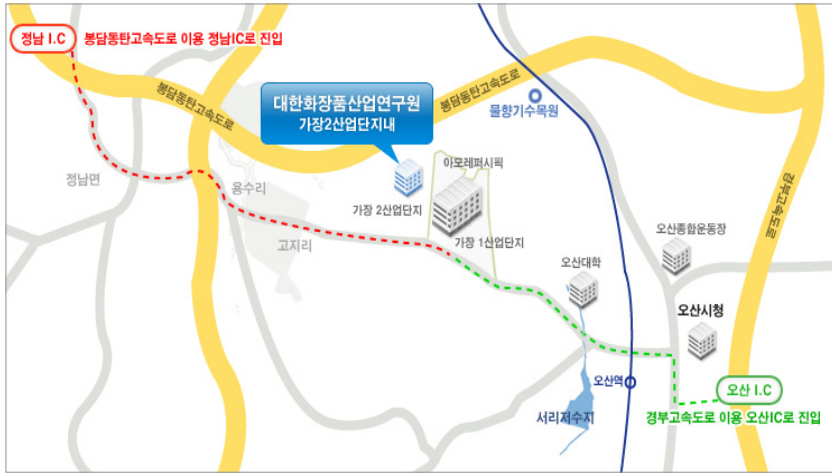 정남 I.C
봉담동탄고속도로 이용 정남IC로 진입
봉담동탄고속도로
대한화장품산업연구원
가장2산업단지내
봉담동탄고속도로
물향기수목원
아모레퍼시픽
정남면
용수리
가장 2산업단지
경부고속도로
고지리
가장 1산업단지
오산종합운동장
오산대학
오산시청
오산역
오산 I.C
서리저수지
경부고속도로 이용 오산IC로 진입